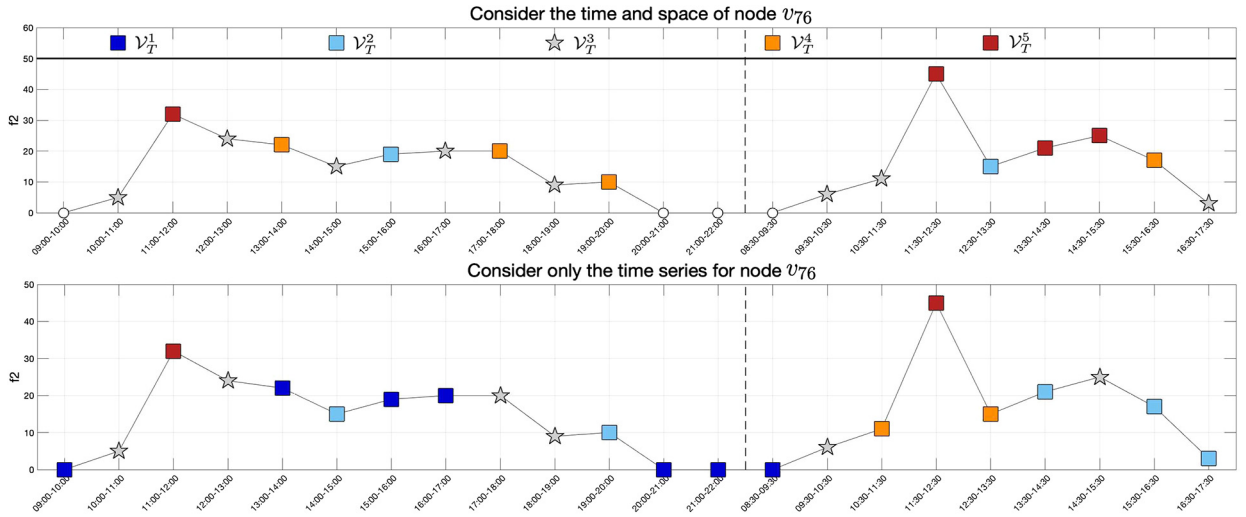 Consider the time and space of node v₇₆
60
50
40
30
20
10
0
f2
𝒱¹_T 𝒱²_T 𝒱³_T 𝒱⁴_T 𝒱⁵_T
09:00-10:00 10:00-11:00 11:00-12:00 12:00-13:00 13:00-14:00 14:00-15:00 15:00-16:00 16:00-17:00 17:00-18:00 18:00-19:00 19:00-20:00 20:00-21:00 21:00-22:00 08:30-09:30 09:30-10:30 10:30-11:30 11:30-12:30 12:30-13:30 13:30-14:30 14:30-15:30 15:30-16:30 16:30-17:30
Consider only the time series for node v₇₆
50
40
30
20
10
0
f2
09:00-10:00 10:00-11:00 11:00-12:00 12:00-13:00 13:00-14:00 14:00-15:00 15:00-16:00 16:00-17:00 17:00-18:00 18:00-19:00 19:00-20:00 20:00-21:00 21:00-22:00 08:30-09:30 09:30-10:30 10:30-11:30 11:30-12:30 12:30-13:30 13:30-14:30 14:30-15:30 15:30-16:30 16:30-17:30